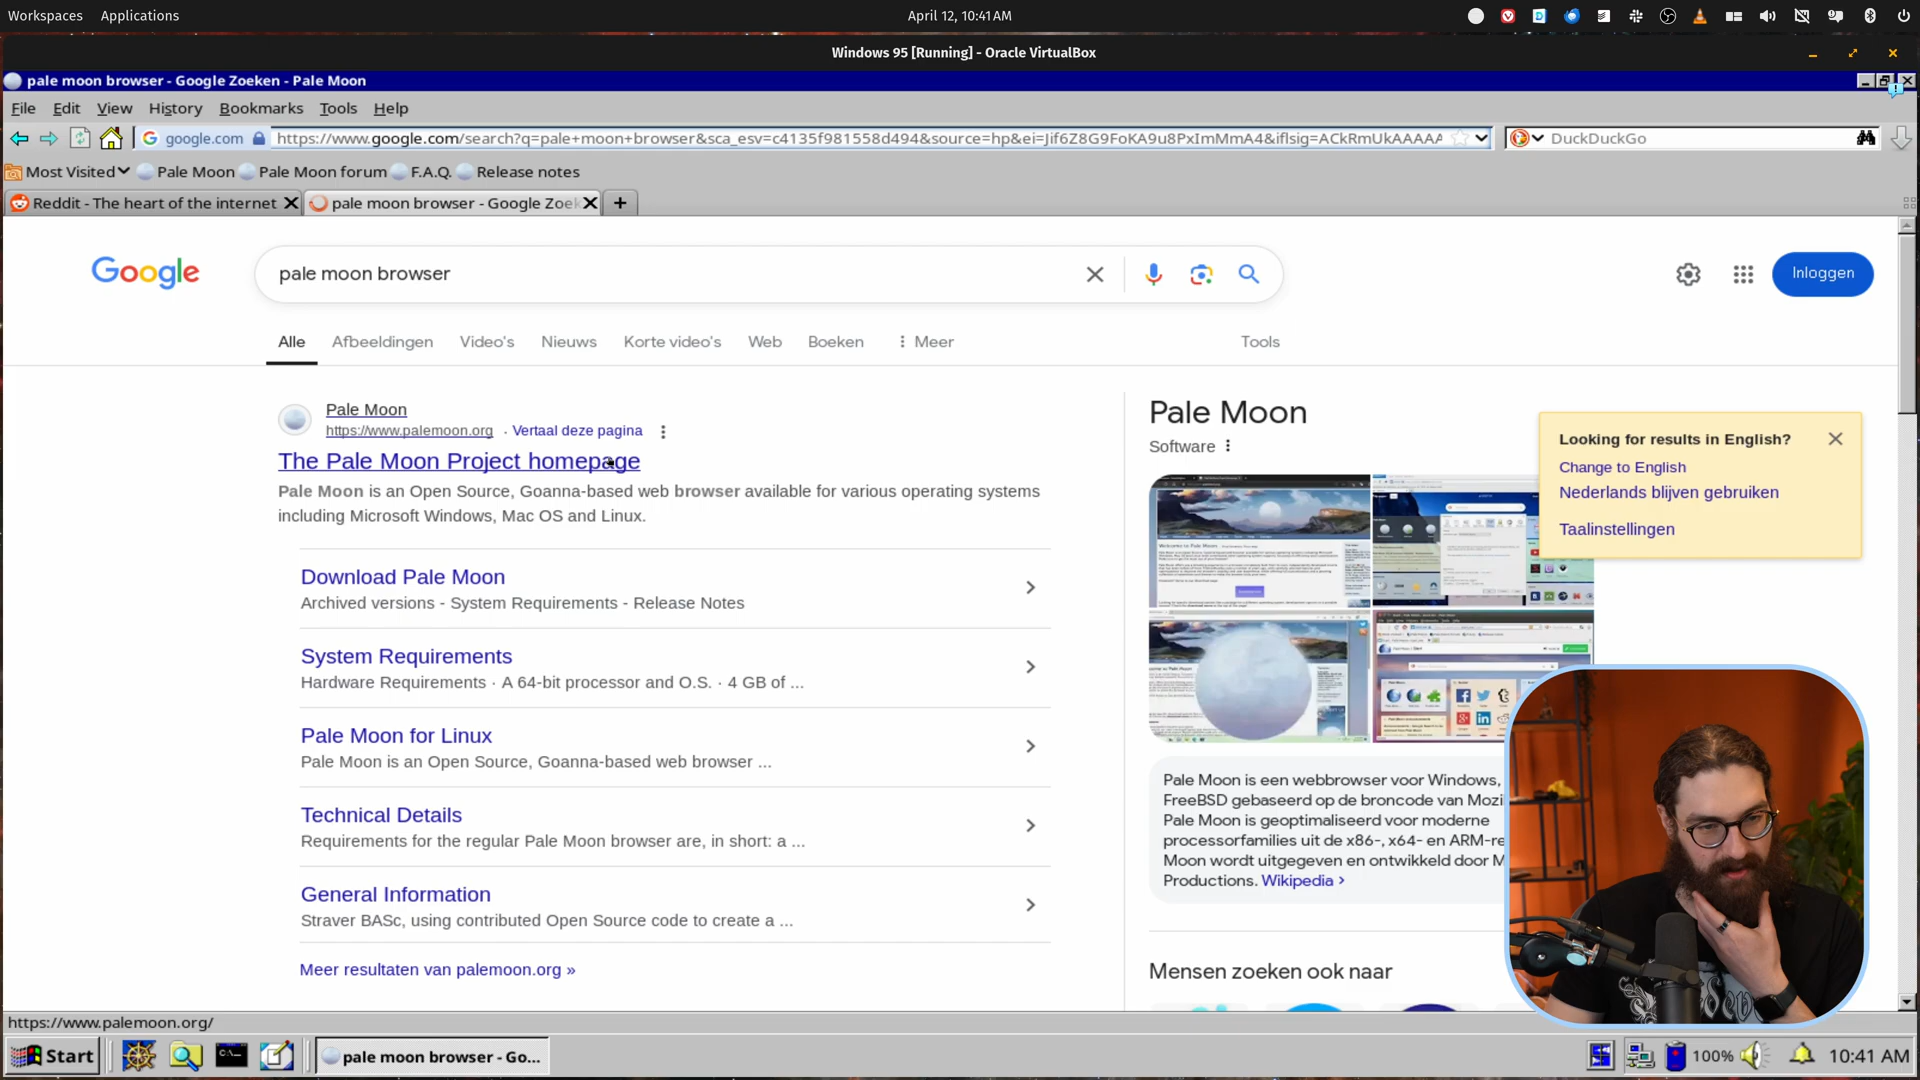 Workspaces Applications April 12, 10:41 AM
Windows 95 [Running] - Oracle VirtualBox
pale moon browser - Google Zoeken - Pale Moon
File Edit View History Bookmarks Tools Help
google.com https://www.google.com/search?q=pale+moon+browser&sca_esv=c4135f981558d494&source=hp&ei=Jif6Z8G9FoKA9u8PxImMmA4&iflsig=ACkRmUkAAAAA DuckDuckGo
Most Visited Pale Moon Pale Moon forum F.A.Q. Release notes
Reddit - The heart of the internet pale moon browser - Google Zoek
Google pale moon browser Inloggen
Alle Afbeeldingen Video's Nieuws Korte video's Web Boeken Meer Tools
Pale Moon
https://www.palemoon.org · Vertaal deze pagina
The Pale Moon Project homepage
Pale Moon is an Open Source, Goanna-based web browser available for various operating systems
including Microsoft Windows, Mac OS and Linux.
Download Pale Moon
Archived versions - System Requirements - Release Notes
System Requirements
Hardware Requirements · A 64-bit processor and O.S. · 4 GB of ...
Pale Moon for Linux
Pale Moon is an Open Source, Goanna-based web browser ...
Technical Details
Requirements for the regular Pale Moon browser are, in short: a ...
General Information
Straver BASc, using contributed Open Source code to create a ...
Meer resultaten van palemoon.org »
Pale Moon
Software
Looking for results in English?
Change to English
Nederlands blijven gebruiken
Taalinstellingen
Pale Moon is een webbrowser voor Windows,
FreeBSD gebaseerd op de broncode van Mozi
Pale Moon is geoptimaliseerd voor moderne
processorfamilies uit de x86-, x64- en ARM-re
Moon wordt uitgegeven en ontwikkeld door M
Productions. Wikipedia ›
Mensen zoeken ook naar
https://www.palemoon.org/
Start pale moon browser - Go... 100% 10:41 AM